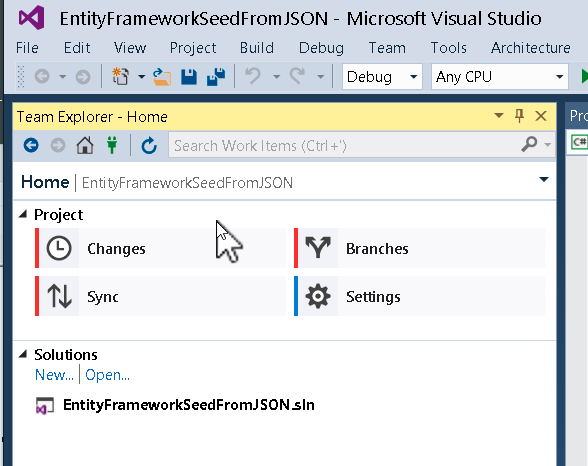 EntityFrameworkSeedFromJSON - Microsoft Visual Studio
File Edit View Project Build Debug Team Tools Architecture
Debug Any CPU
Team Explorer - Home
Search Work Items (Ctrl+')
Home | EntityFrameworkSeedFromJSON
Project
Changes Branches
Sync Settings
Solutions
New... | Open...
EntityFrameworkSeedFromJSON.sln
Pro
C#